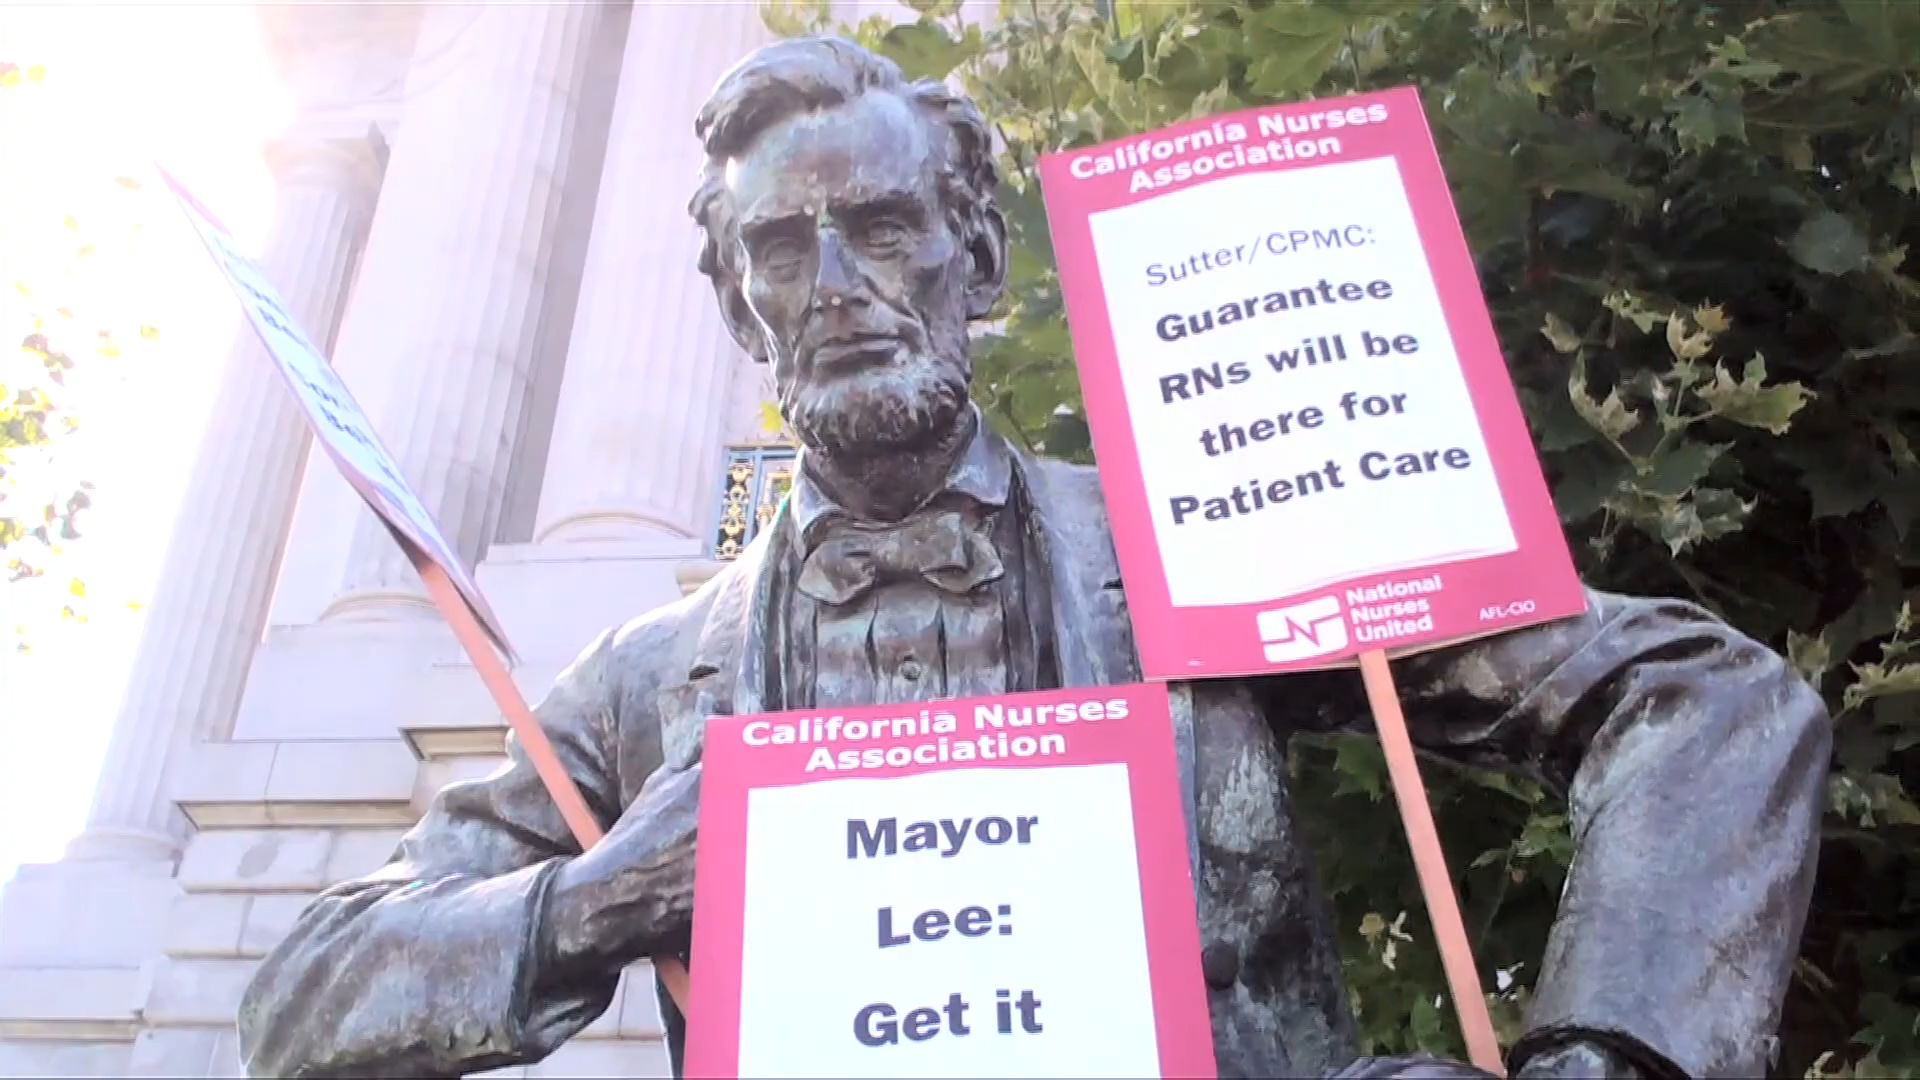 California Nurses
Association
Sutter/CPMC:
Guarantee
RNs will be
there for
Patient Care
National
Nurses
United
AFL-CIO
California Nurses
Association
Mayor
Lee:
Get it